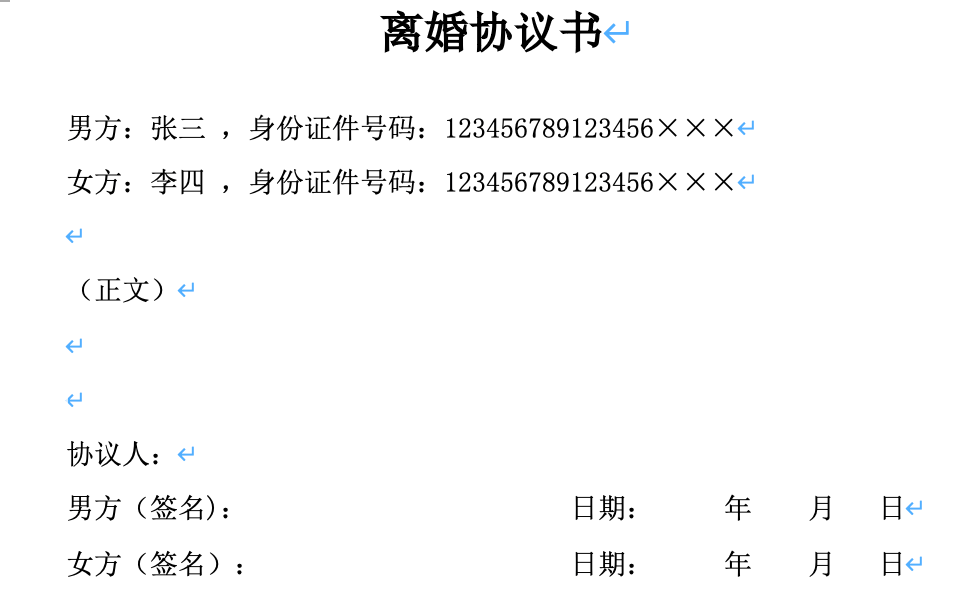 离婚协议书
男方：张三 ，身份证件号码：123456789123456×××
女方：李四 ，身份证件号码：123456789123456×××
（正文）
协议人：
男方（签名)： 日期： 年 月 日
女方（签名）： 日期： 年 月 日